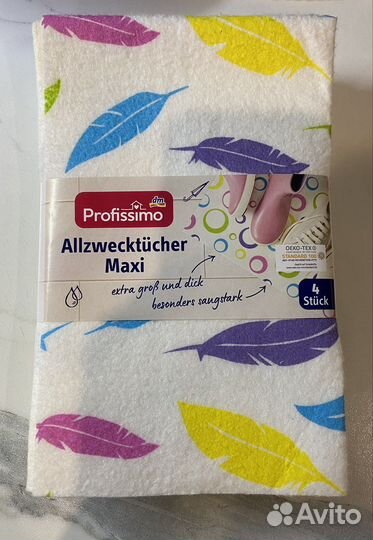 dm
Profissimo
Allzwecktücher
Maxi
extra groß und dick
besonders saugstark
OEKO-TEX®
STANDARD 100
4
Stück
Avito